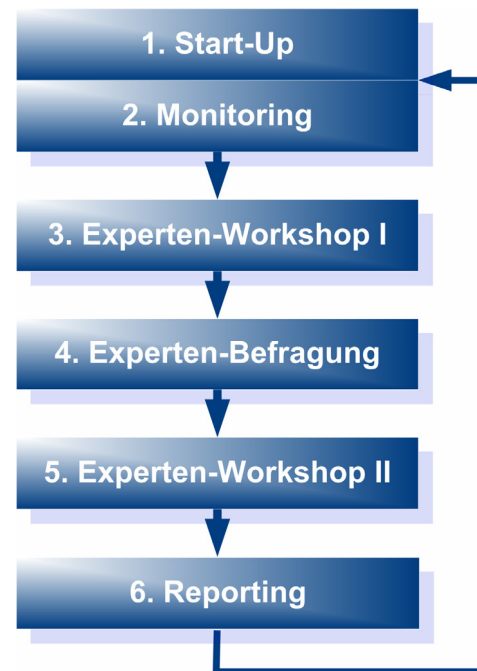 1. Start-Up
2. Monitoring
3. Experten-Workshop I
4. Experten-Befragung
5. Experten-Workshop II
6. Reporting